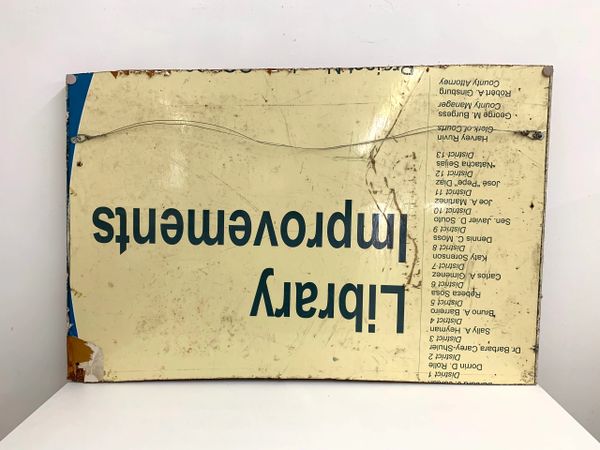 District 1
Dorrin D. Rolle
District 2
Dr. Barbara Carey-Shuler
District 3
Sally A. Heyman
District 4
Bruno A. Barreiro
District 5
Rebeca Sosa
District 6
Carlos A. Gimenez
District 7
Katy Sorenson
District 8
Dennis C. Moss
District 9
Sen. Javier D. Souto
District 10
Joe A. Martinez
District 11
José "Pepe" Diaz
District 12
Natacha Seijas
District 13
Harvey Ruvin
Clerk of Courts
George M. Burgess
County Manager
Robert A. Ginsburg
County Attorney
Library
Improvements